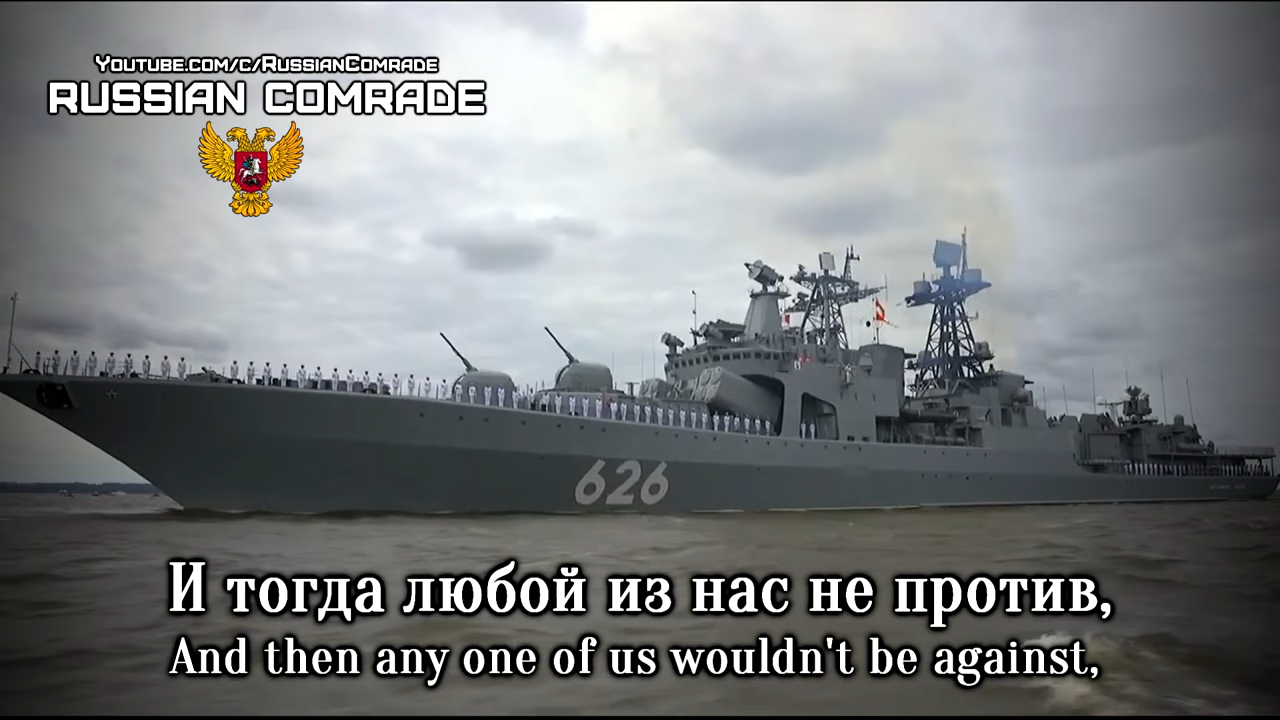 Youtube.com/c/RussianComrade
RUSSIAN COMRADE
626
И тогда любой из нас не против,
And then any one of us wouldn't be against,